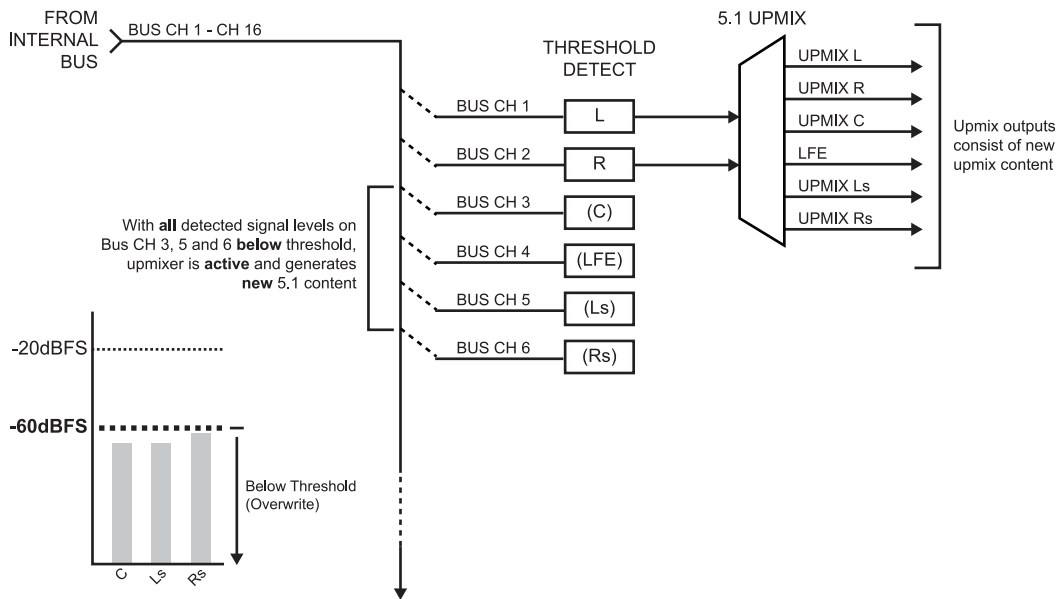 FROM
INTERNAL
BUS
BUS CH 1 - CH 16
THRESHOLD
DETECT
5.1 UPMIX
BUS CH 1
L
BUS CH 2
R
BUS CH 3
(C)
BUS CH 4
(LFE)
BUS CH 5
(Ls)
BUS CH 6
(Rs)
UPMIX L
UPMIX R
UPMIX C
LFE
UPMIX Ls
UPMIX Rs
Upmix outputs
consist of new
upmix content
With all detected signal levels on
Bus CH 3, 5 and 6 below threshold,
upmixer is active and generates
new 5.1 content
-20dBFS
-60dBFS
Below Threshold
(Overwrite)
C
Ls
Rs